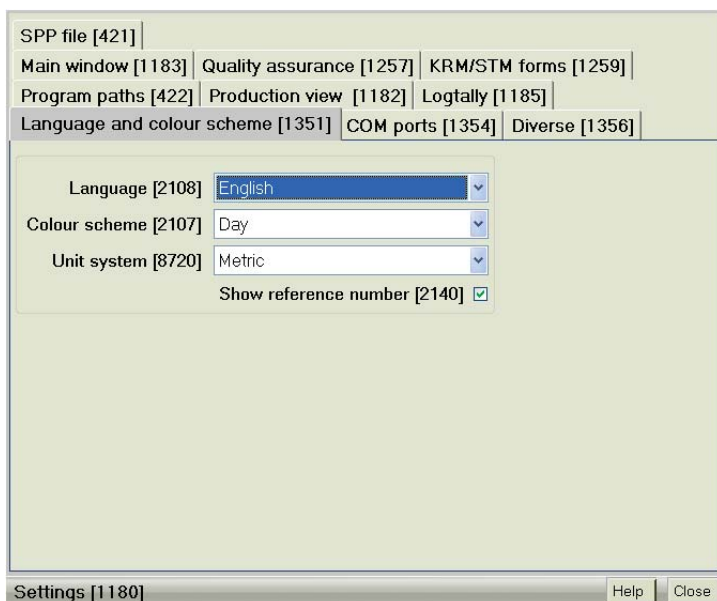 SPP file [421]
Main window [1183] Quality assurance [1257] KRM/STM forms [1259]
Program paths [422] Production view [1182] Logtally [1185]
Language and colour scheme [1351] COM ports [1354] Diverse [1356]
Language [2108] English
Colour scheme [2107] Day
Unit system [8720] Metric
Show reference number [2140]
Settings [1180] Help Close